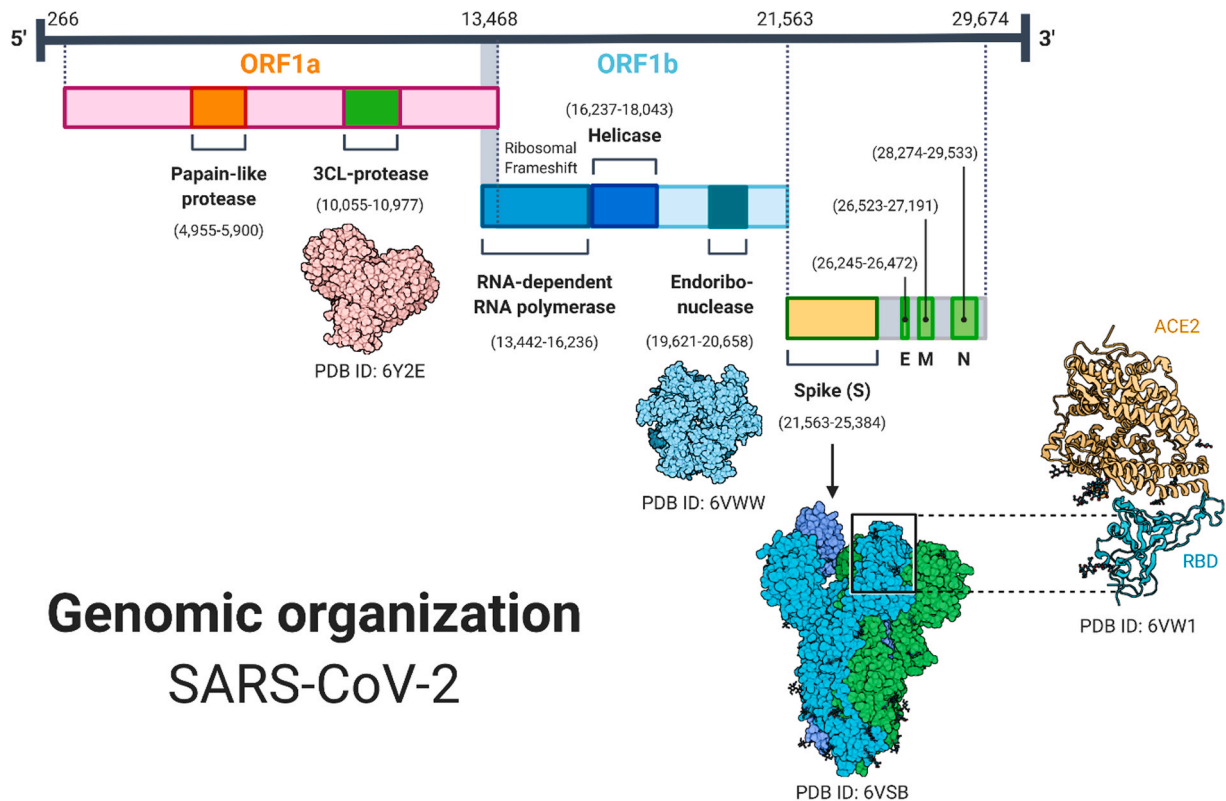 266
13,468
21,563
29,674
5'
3'
ORF1a
ORF1b
(16,237-18,043)
Helicase
Ribosomal
Frameshift
(28,274-29,533)
Papain-like
protease
(4,955-5,900)
3CL-protease
(10,055-10,977)
PDB ID: 6Y2E
(26,523-27,191)
(26,245-26,472)
RNA-dependent
RNA polymerase
(13,442-16,236)
Endoribo-
nuclease
(19,621-20,658)
PDB ID: 6VWW
E M N
Spike (S)
(21,563-25,384)
ACE2
RBD
PDB ID: 6VW1
PDB ID: 6VSB
Genomic organization
SARS-CoV-2